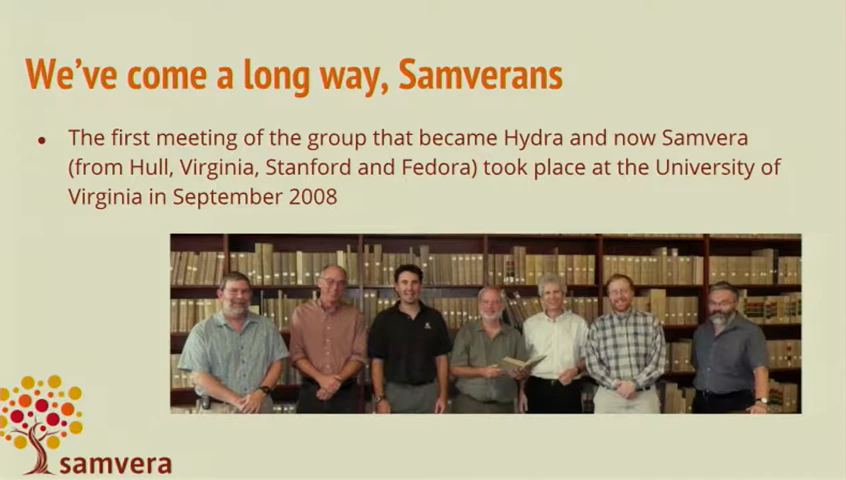 We've come a long way, Samverans
• The first meeting of the group that became Hydra and now Samvera
(from Hull, Virginia, Stanford and Fedora) took place at the University of
Virginia in September 2008
samvera